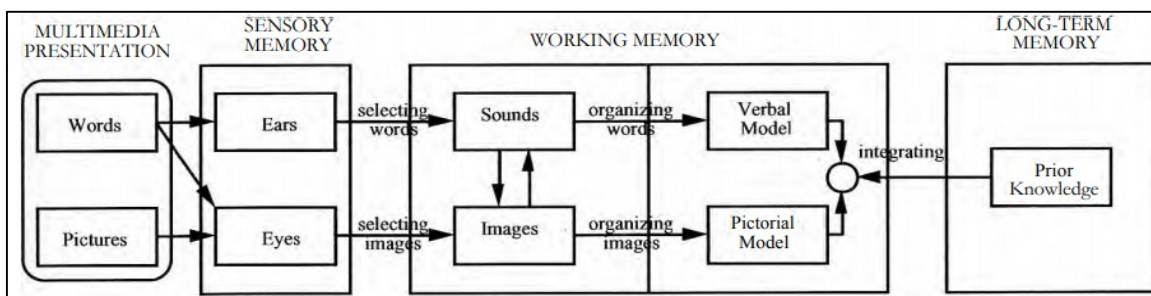 MULTIMEDIA
PRESENTATION
SENSORY
MEMORY
WORKING MEMORY
LONG-TERM
MEMORY
Words
Ears
selecting
words
Sounds
organizing
words
Verbal
Model
integrating
Prior
Knowledge
Pictures
Eyes
selecting
images
Images
organizing
images
Pictorial
Model